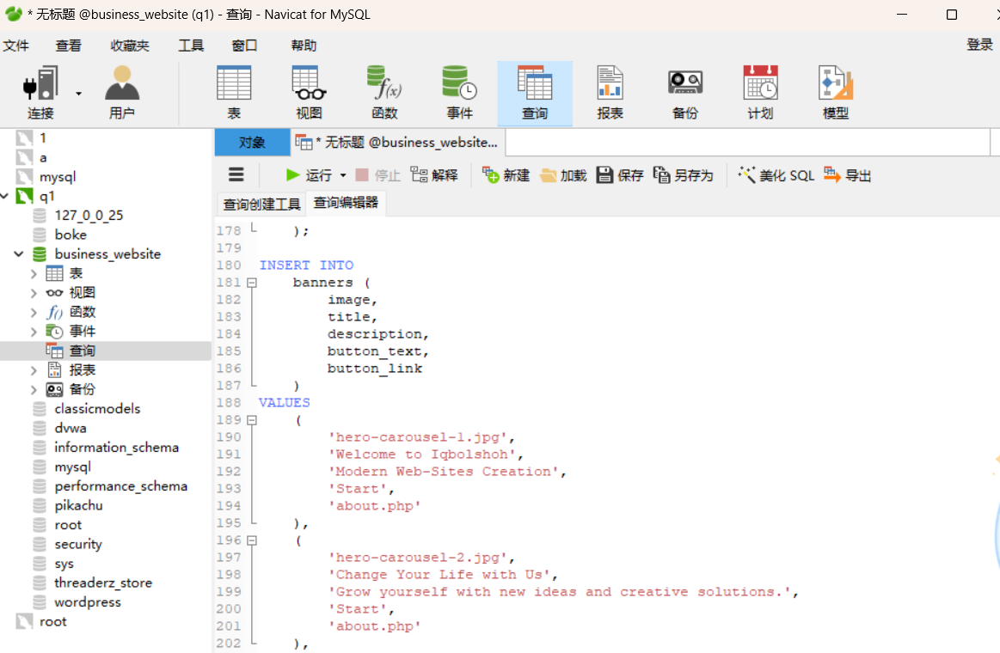 * 无标题 @business_website (q1) - 查询 - Navicat for MySQL
文件 查看 收藏夹 工具 窗口 帮助 登录
连接 用户 表 视图 函数 事件 查询 报表 备份 计划 模型
对象 * 无标题 @business_website...
运行 停止 解释 新建 加载 保存 另存为 美化 SQL 导出
查询创建工具 查询编辑器
1
a
mysql
q1
127_0_0_25
boke
business_website
表
视图
函数
事件
查询
报表
备份
classicmodels
dvwa
information_schema
mysql
performance_schema
pikachu
root
security
sys
threaderz_store
wordpress
root
178 );
179
180 INSERT INTO
181 banners (
182 image,
183 title,
184 description,
185 button_text,
186 button_link
187 )
188 VALUES
189 (
190 'hero-carousel-1.jpg',
191 'Welcome to Iqbolshoh',
192 'Modern Web-Sites Creation',
193 'Start',
194 'about.php'
195 ),
196 (
197 'hero-carousel-2.jpg',
198 'Change Your Life with Us',
199 'Grow yourself with new ideas and creative solutions.',
200 'Start',
201 'about.php'
202 ),